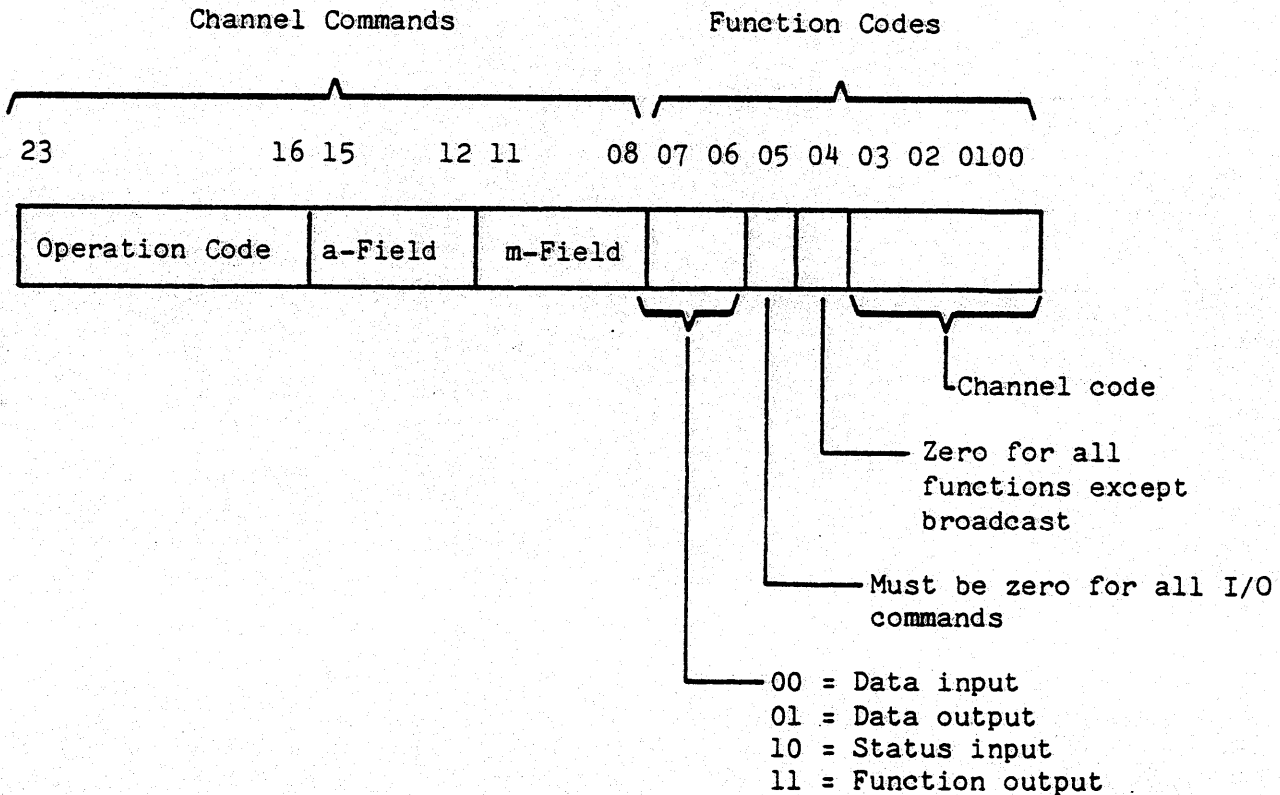 Channel Commands Function Codes
23 16 15 12 11 08 07 06 05 04 03 02 0100
Operation Code a-Field m-Field
Channel code
Zero for all
functions except
broadcast
Must be zero for all I/O
commands
00 = Data input
01 = Data output
10 = Status input
11 = Function output